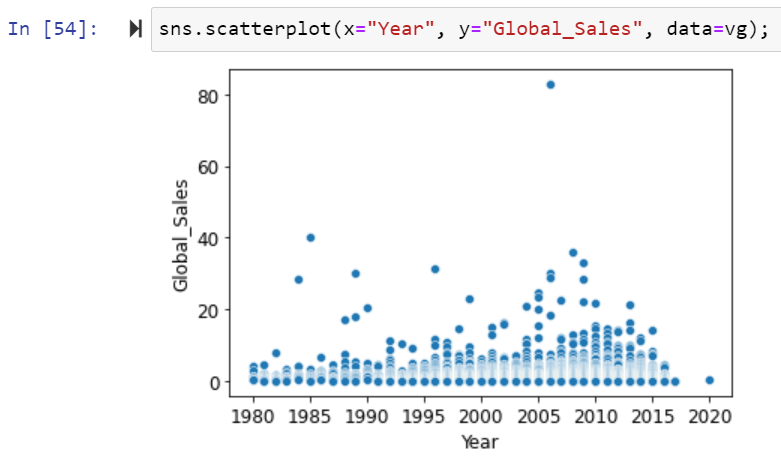 In [54]: sns.scatterplot(x="Year", y="Global_Sales", data=vg);
80
60
40
20
0
Global_Sales
1980 1985 1990 1995 2000 2005 2010 2015 2020
Year